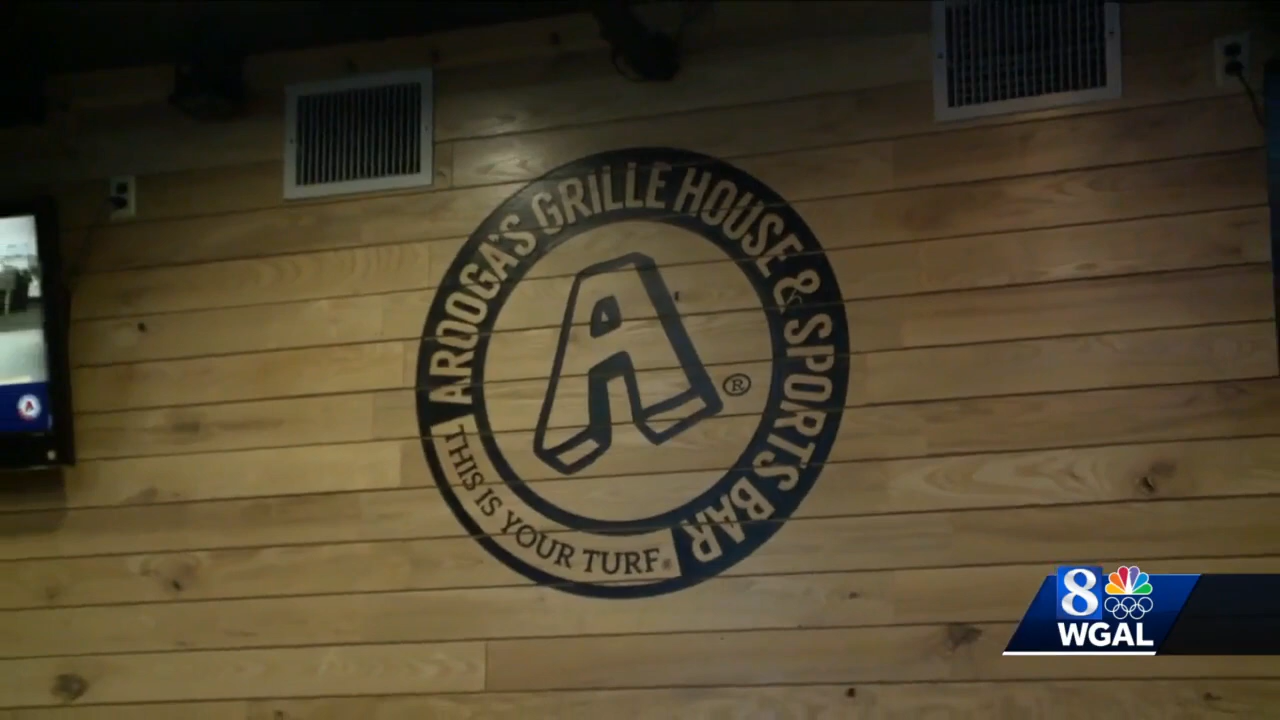 AROOGA'S GRILLE HOUSE & SPORTS BAR
A ®
THIS IS YOUR TURF®
8
WGAL